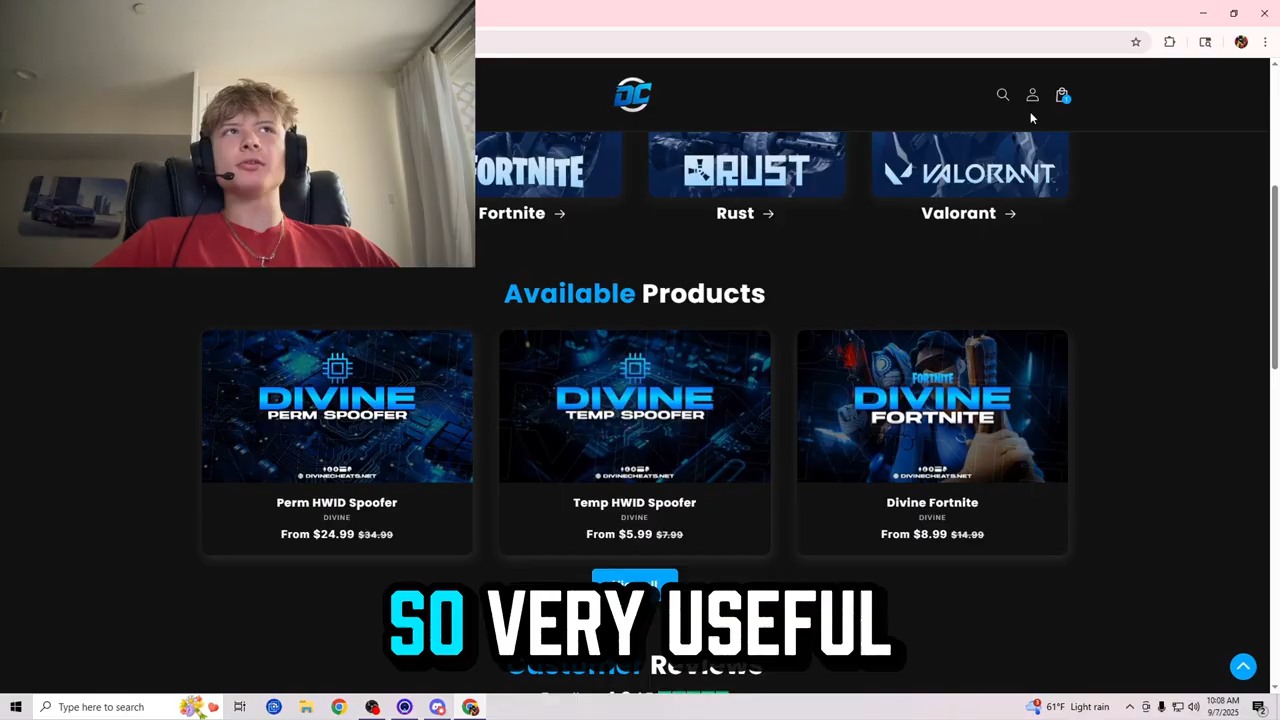 DC
1
FORTNITE
RUST
VALORANT
Fortnite →
Rust →
Valorant →
Available Products
DIVINE
PERM SPOOFER
DIVINECHEATS.NET
DIVINE
TEMP SPOOFER
DIVINECHEATS.NET
FORTNITE
DIVINE
FORTNITE
DIVINECHEATS.NET
Perm HWID Spoofer
DIVINE
From $24.99 $34.99
Temp HWID Spoofer
DIVINE
From $5.99 $7.99
Divine Fortnite
DIVINE
From $8.99 $14.99
SO VERY USEFUL
Customer Reviews
Type here to search
61°F Light rain
10:08 AM
9/7/2025
2